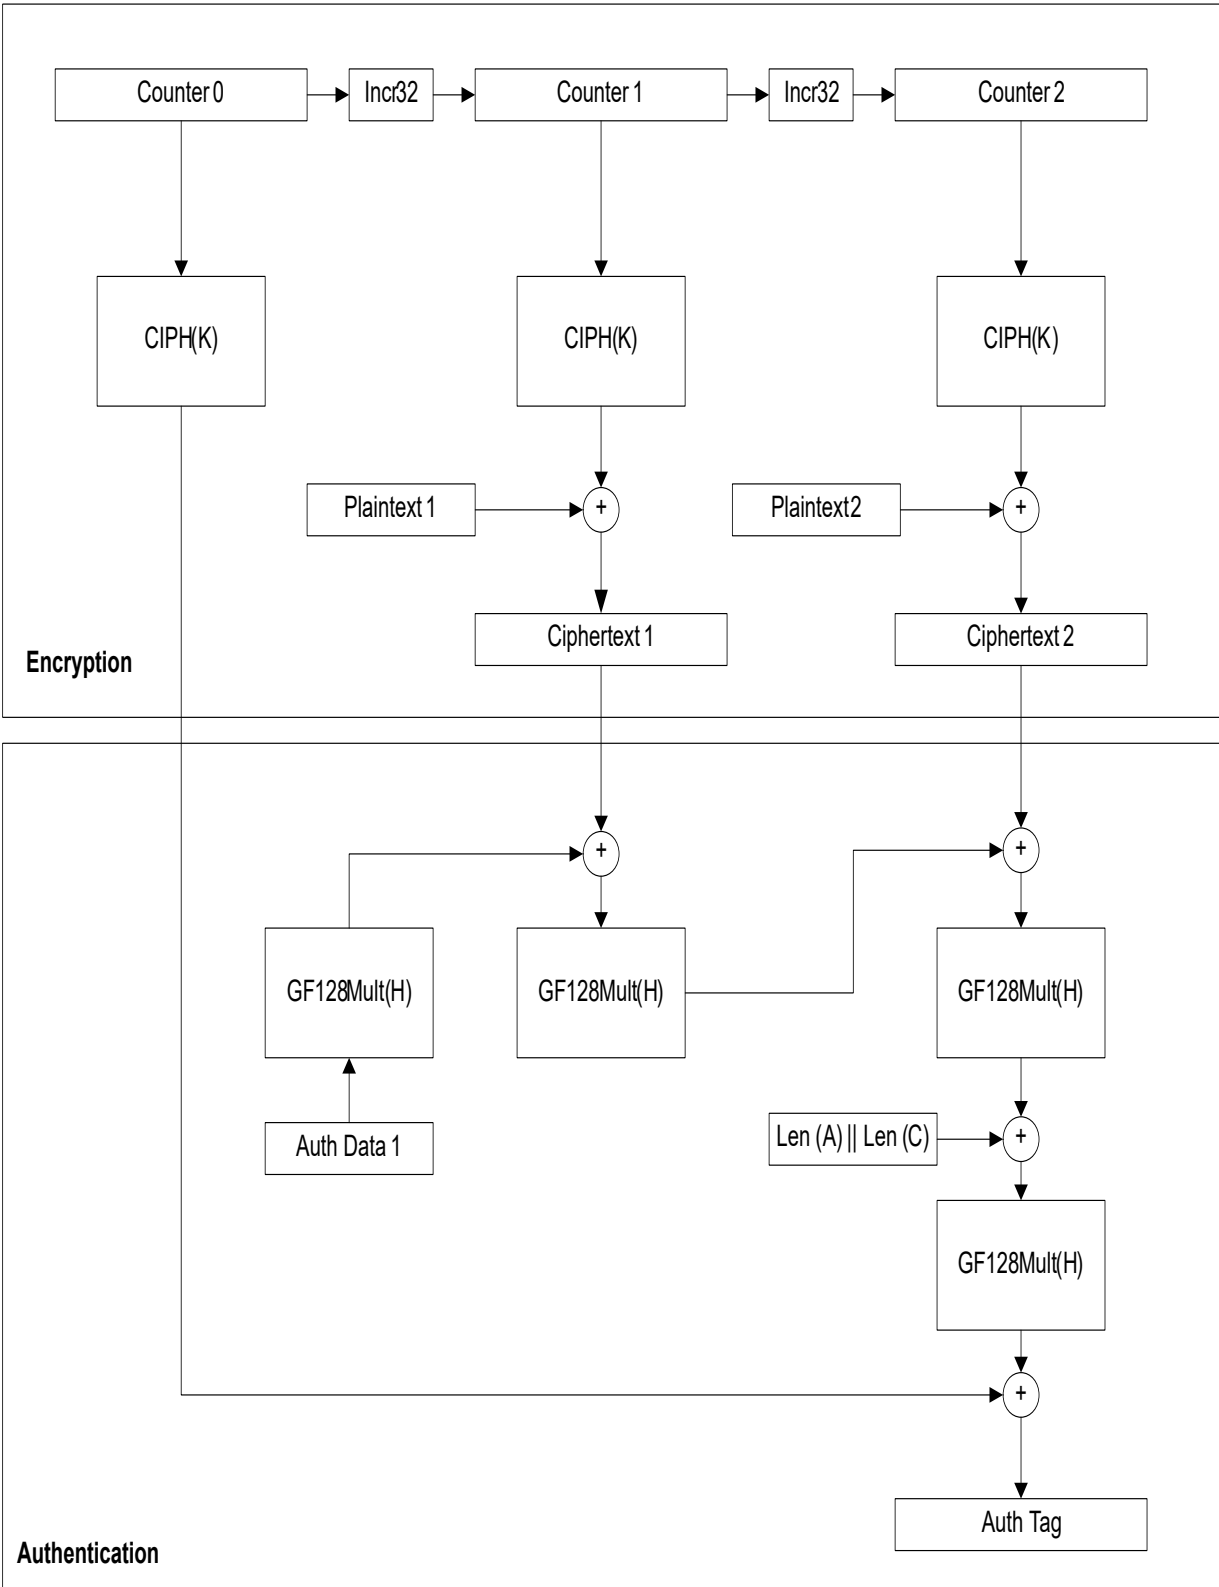 Counter 0
Incr32
Counter 1
Incr32
Counter 2
CIPH(K)
CIPH(K)
CIPH(K)
Plaintext 1
+
Plaintext 2
+
Ciphertext 1
Ciphertext 2
Encryption
+
+
GF128Mult(H)
GF128Mult(H)
GF128Mult(H)
Auth Data 1
Len (A) || Len (C)
+
GF128Mult(H)
+
Auth Tag
Authentication